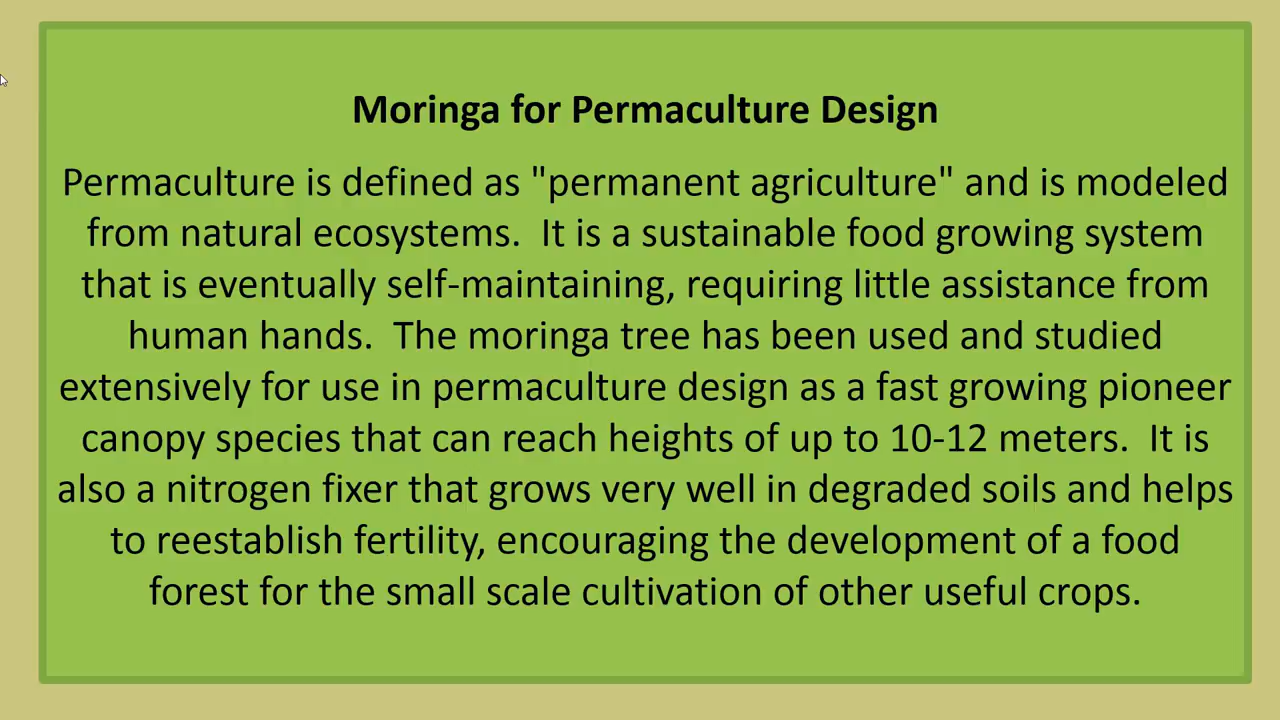 Moringa for Permaculture Design
Permaculture is defined as "permanent agriculture" and is modeled
from natural ecosystems.  It is a sustainable food growing system
that is eventually self-maintaining, requiring little assistance from
human hands.  The moringa tree has been used and studied
extensively for use in permaculture design as a fast growing pioneer
canopy species that can reach heights of up to 10-12 meters.  It is
also a nitrogen fixer that grows very well in degraded soils and helps
to reestablish fertility, encouraging the development of a food
forest for the small scale cultivation of other useful crops.